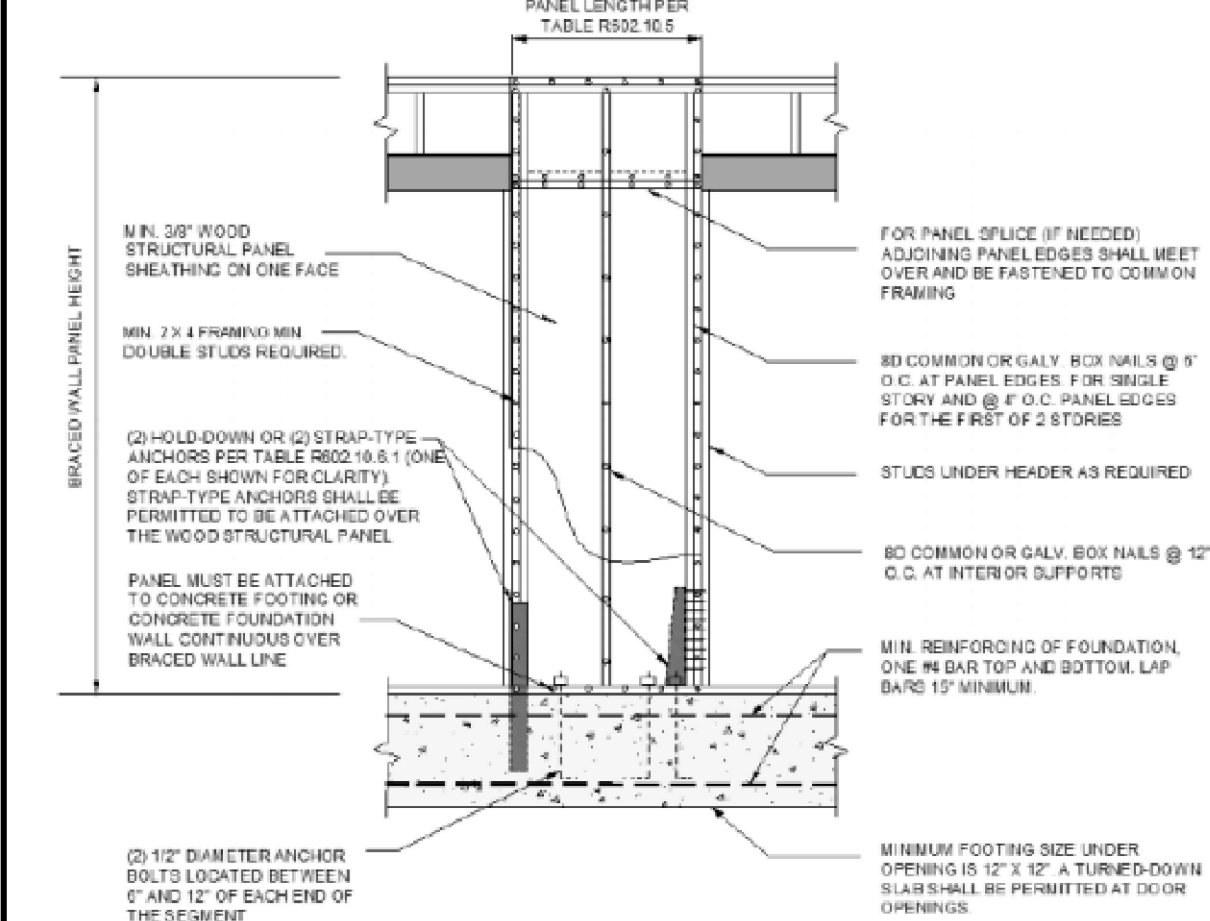 PANEL LENGTH PER
TABLE R602.10.5
BRACED WALL PANEL HEIGHT
MIN. 3/8" WOOD
STRUCTURAL PANEL
SHEATHING ON ONE FACE
MIN. 2 X 4 FRAMING MIN
DOUBLE STUDS REQUIRED.
(2) HOLD-DOWN OR (2) STRAP-TYPE
ANCHORS PER TABLE R602.10.6.1 (ONE
OF EACH SHOWN FOR CLARITY).
STRAP-TYPE ANCHORS SHALL BE
PERMITTED TO BE ATTACHED OVER
THE WOOD STRUCTURAL PANEL
PANEL MUST BE ATTACHED
TO CONCRETE FOOTING OR
CONCRETE FOUNDATION
WALL CONTINUOUS OVER
BRACED WALL LINE
(2) 1/2" DIAMETER ANCHOR
BOLTS LOCATED BETWEEN
6" AND 12" OF EACH END OF
THE SEGMENT
FOR PANEL SPLICE (IF NEEDED)
ADJOINING PANEL EDGES SHALL MEET
OVER AND BE FASTENED TO COMMON
FRAMING
8D COMMON OR GALV. BOX NAILS @ 6"
O.C. AT PANEL EDGES. FOR SINGLE
STORY AND @ 4" O.C. PANEL EDGES
FOR THE FIRST OF 2 STORIES
STUDS UNDER HEADER AS REQUIRED
8D COMMON OR GALV. BOX NAILS @ 12"
O.C. AT INTERIOR SUPPORTS
MIN. REINFORCING OF FOUNDATION,
ONE #4 BAR TOP AND BOTTOM. LAP
BARS 15" MINIMUM.
MINIMUM FOOTING SIZE UNDER
OPENING IS 12" X 12". A TURNED-DOWN
SLAB SHALL BE PERMITTED AT DOOR
OPENINGS.